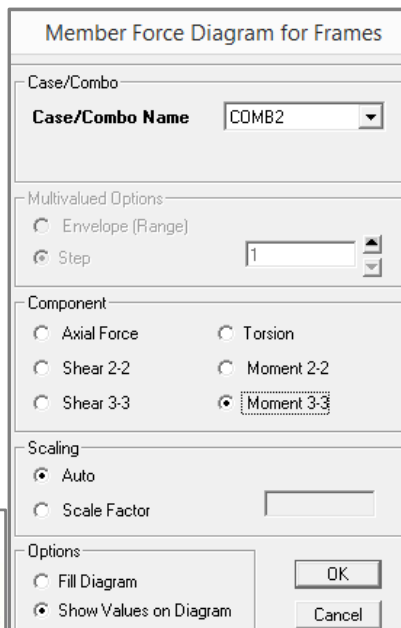 Member Force Diagram for Frames
Case/Combo
Case/Combo Name COMB2
Multivalued Options
Envelope (Range)
Step 1
Component
Axial Force Torsion
Shear 2-2 Moment 2-2
Shear 3-3 Moment 3-3
Scaling
Auto
Scale Factor
Options
Fill Diagram OK
Show Values on Diagram Cancel